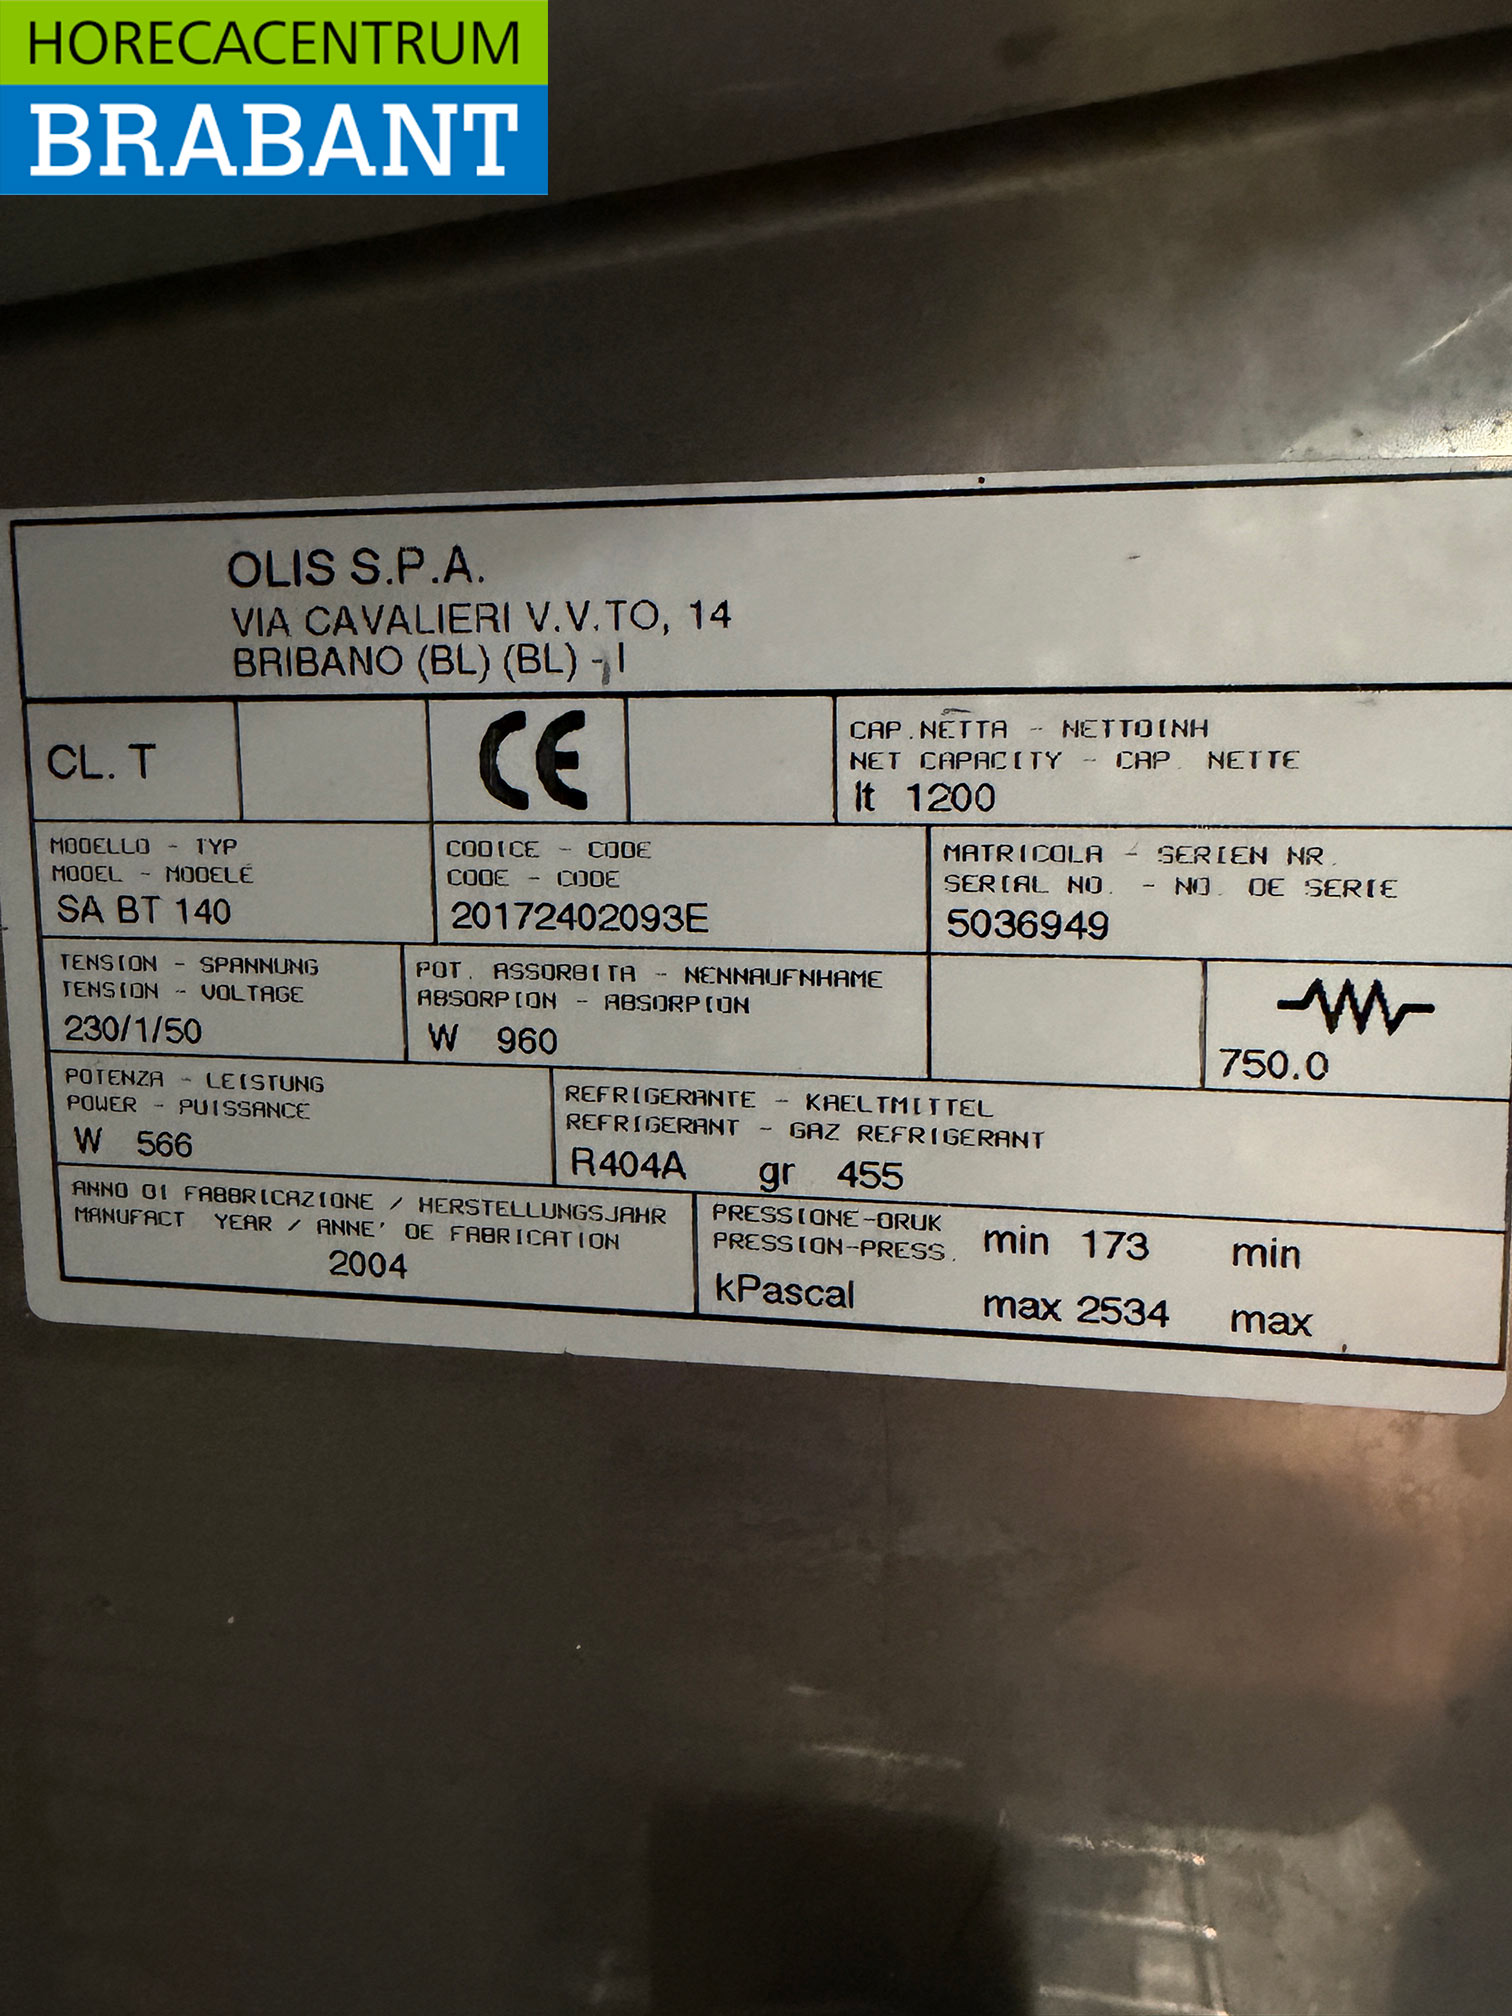 HORECACENTRUM
BRABANT
OLIS S.P.A.
VIA CAVALIERI V.V.TO, 14
BRIBANO (BL) (BL) - I
CL. T
CE
CAP.NETTA - NETTOINH
NET CAPACITY - CAP. NETTE
lt 1200
MODELLO - TYP
MODEL - MODELÉ
SA BT 140
CODICE - CODE
CODE - CODE
20172402093E
MATRICOLA - SERIEN NR.
SERIAL NO. - NO. DE SERIE
5036949
TENSION - SPANNUNG
TENSION - VOLTAGE
230/1/50
POT. ASSORBITA - NENNAUFNHAME
ABSORPION - ABSORPION
W 960
750.0
POTENZA - LEISTUNG
POWER - PUISSANCE
W 566
REFRIGERANTE - KAELTMITTEL
REFRIGERANT - GAZ REFRIGERANT
R404A gr 455
ANNO DI FABBRICAZIONE / HERSTELLUNGSJAHR
MANUFACT YEAR / ANNE' DE FABRICATION
2004
PRESSIONE-DRUK
PRESSION-PRESS.
kPascal
min 173 min
max 2534 max